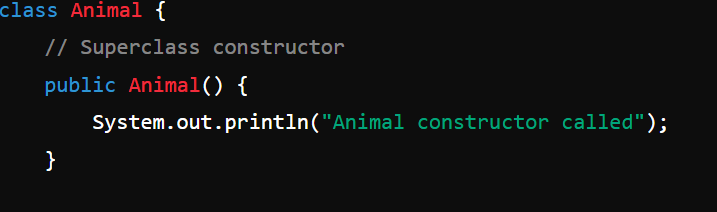 class Animal {
// Superclass constructor
public Animal() {
System.out.println("Animal constructor called");
}